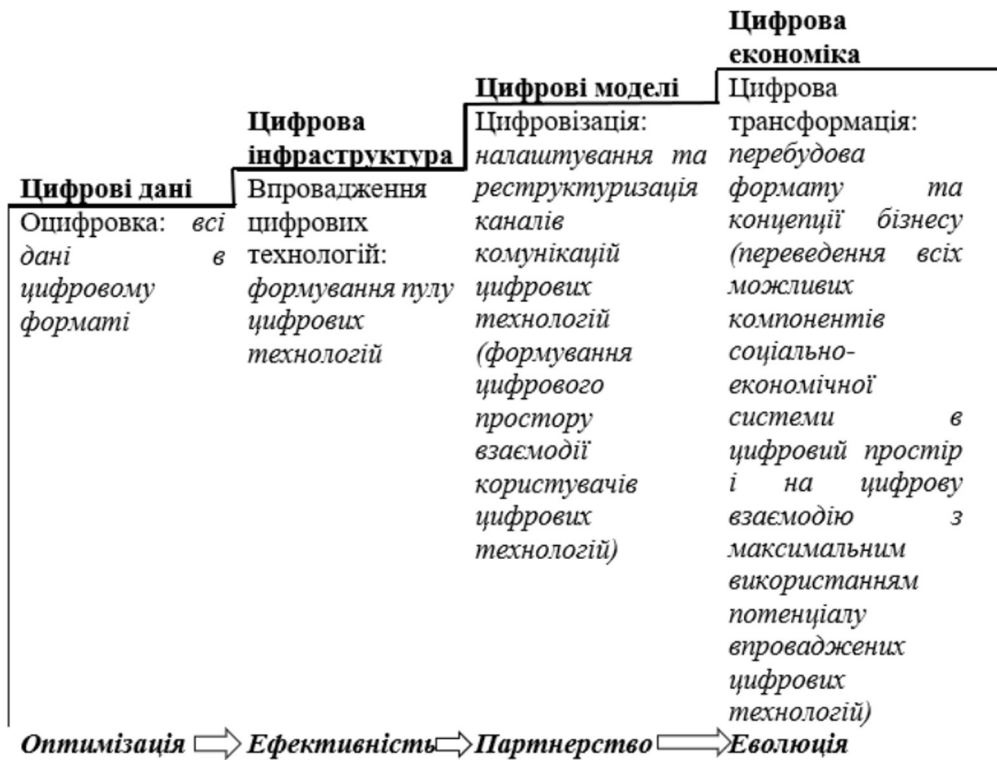 Цифрові дані
Оцифровка: всі
дані в
цифровому
форматі
Цифрова
інфраструктура
Впровадження
цифрових
технологій:
формування пулу
цифрових
технологій
Цифрові моделі
Цифровізація:
налаштування та
реструктуризація
каналів
комунікацій
цифрових
технологій
(формування
цифрового
простору
взаємодії
користувачів
цифрових
технологій)
Цифрова
економіка
Цифрова
трансформація:
перебудова
формату та
концепції бізнесу
(переведення всіх
можливих
компонентів
соціально-
економічної
системи в
цифровий простір
і на цифрову
взаємодію з
максимальним
використанням
потенціалу
впроваджених
цифрових
технологій)
Оптимізація Ефективність Партнерство Еволюція